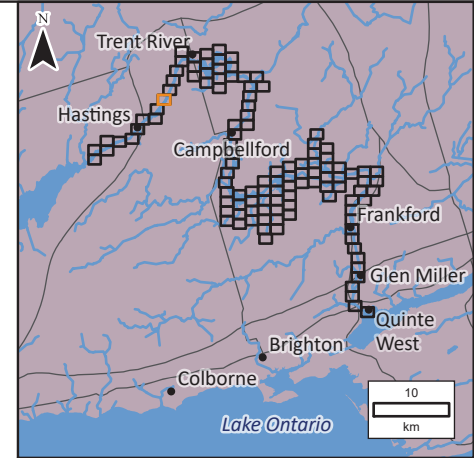 N
Trent River
Hastings
Campbellford
Frankford
Glen Miller
Quinte
West
Brighton
Colborne
10
km
Lake Ontario